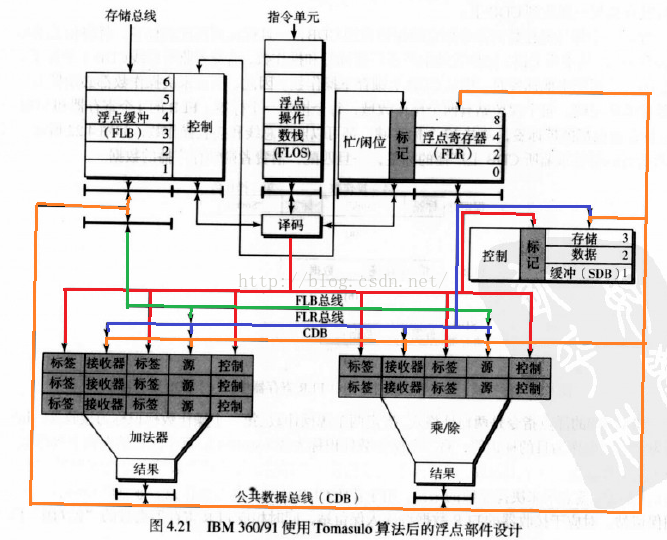 存储总线
指令单元
6
5
浮点缓冲 4
(FLB) 3
2
1
控制
浮点
操作
数栈
(FLOS)
忙/闲位
标记
8
浮点寄存器 4
(FLR) 2
0
译码
控制
标记
存储 3
数据 2
缓冲(SDB) 1
http://blog.csdn.net/
FLB总线
FLR总线
CDB
标签 接收器 标签 源 控制
标签 接收器 标签 源 控制
标签 接收器 标签 源 控制
标签 接收器 标签 源 控制
标签 接收器 标签 源 控制
加法器
乘/除
结果
结果
公共数据总线(CDB)
图 4.21 IBM 360/91 使用 Tomasulo 算法后的浮点部件设计